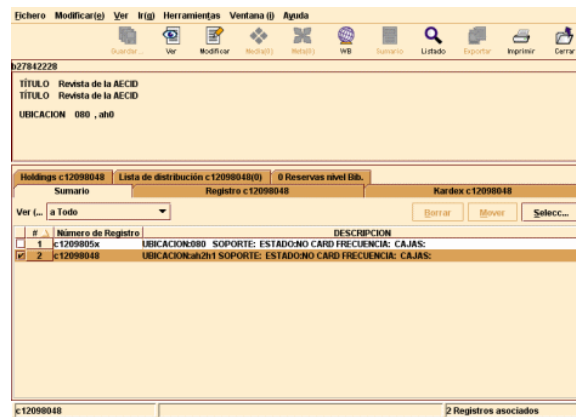 Fichero Modificar(e) Ver Ir(g) Herramientas Ventana (i) Ayuda
Guardar... Ver Modificar Media(0) Meta(0) WB Sumario Listado Exportar Imprimir Cerrar
b27842228
TÍTULO Revista de la AECID
TÍTULO Revista de la AECID
UBICACION 080 , ah0
Holdings c12098048 Lista de distribución c12098048(0) 0 Reservas nivel Bib.
Sumario Registro c12098048 Kardex c12098048
Ver (... a Todo Borrar Mover Selecc...
# Número de Registro DESCRIPCION
1 c1209805x UBICACION:080 SOPORTE: ESTADO:NO CARD FRECUENCIA: CAJAS:
2 c12098048 UBICACION:ah2h1 SOPORTE: ESTADO:NO CARD FRECUENCIA: CAJAS:
c12098048 2 Registros asociados